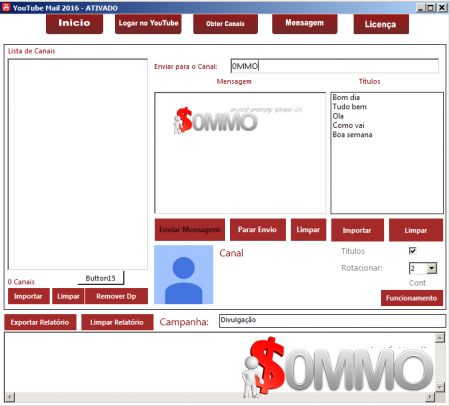 YouTube Mail 2016 - ATIVADO
Inicio
Logar no YouTube
Obter Canais
Mensagem
Licença
Lista de Canais
Enviar para o Canal:
0MMO
Mensagem
Titulos
$0MMO
Bom dia
Tudo bem
Ola
Como vai
Boa semana
Enviar Mensagem
Parar Envio
Limpar
Importar
Limpar
Canal
Titulos
Rotacionar:
2
Cont
0 Canais
Button15
Importar
Limpar
Remover Dp
Funcionamento
Exportar Relatório
Limpar Relatório
Campanha:
Divulgação
$0MMO